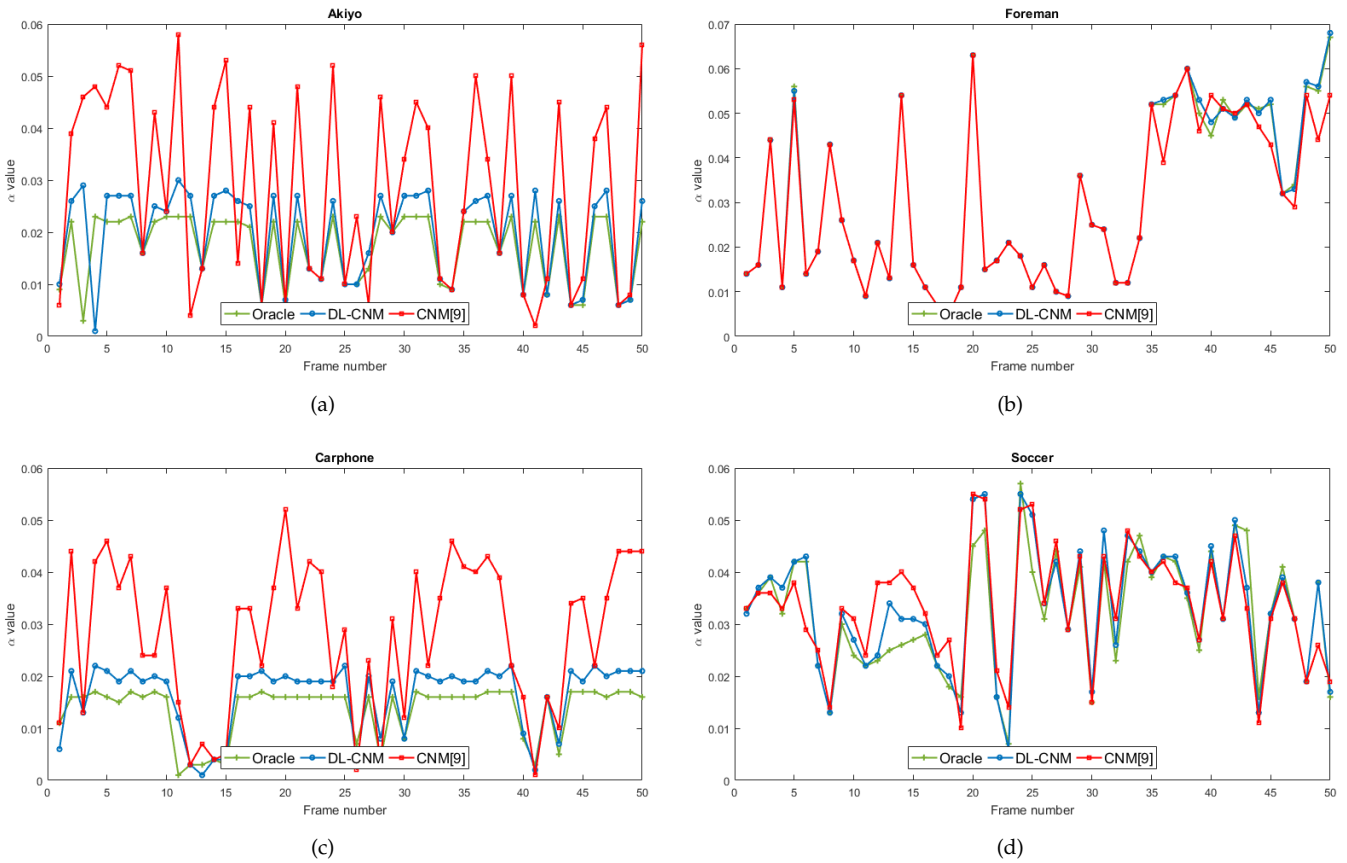 Akiyo
0.06
0.05
0.04
0.03
0.02
0.01
0
α value
0 5 10 15 20 25 30 35 40 45 50
Frame number
Oracle DL-CNM CNM[9]
(a)
Foreman
0.07
0.06
0.05
0.04
0.03
0.02
0.01
0
α value
0 5 10 15 20 25 30 35 40 45 50
Frame number
Oracle DL-CNM CNM[9]
(b)
Carphone
0.06
0.05
0.04
0.03
0.02
0.01
0
α value
0 5 10 15 20 25 30 35 40 45 50
Frame number
Oracle DL-CNM CNM[9]
(c)
Soccer
0.06
0.05
0.04
0.03
0.02
0.01
0
α value
0 5 10 15 20 25 30 35 40 45 50
Frame number
Oracle DL-CNM CNM[9]
(d)